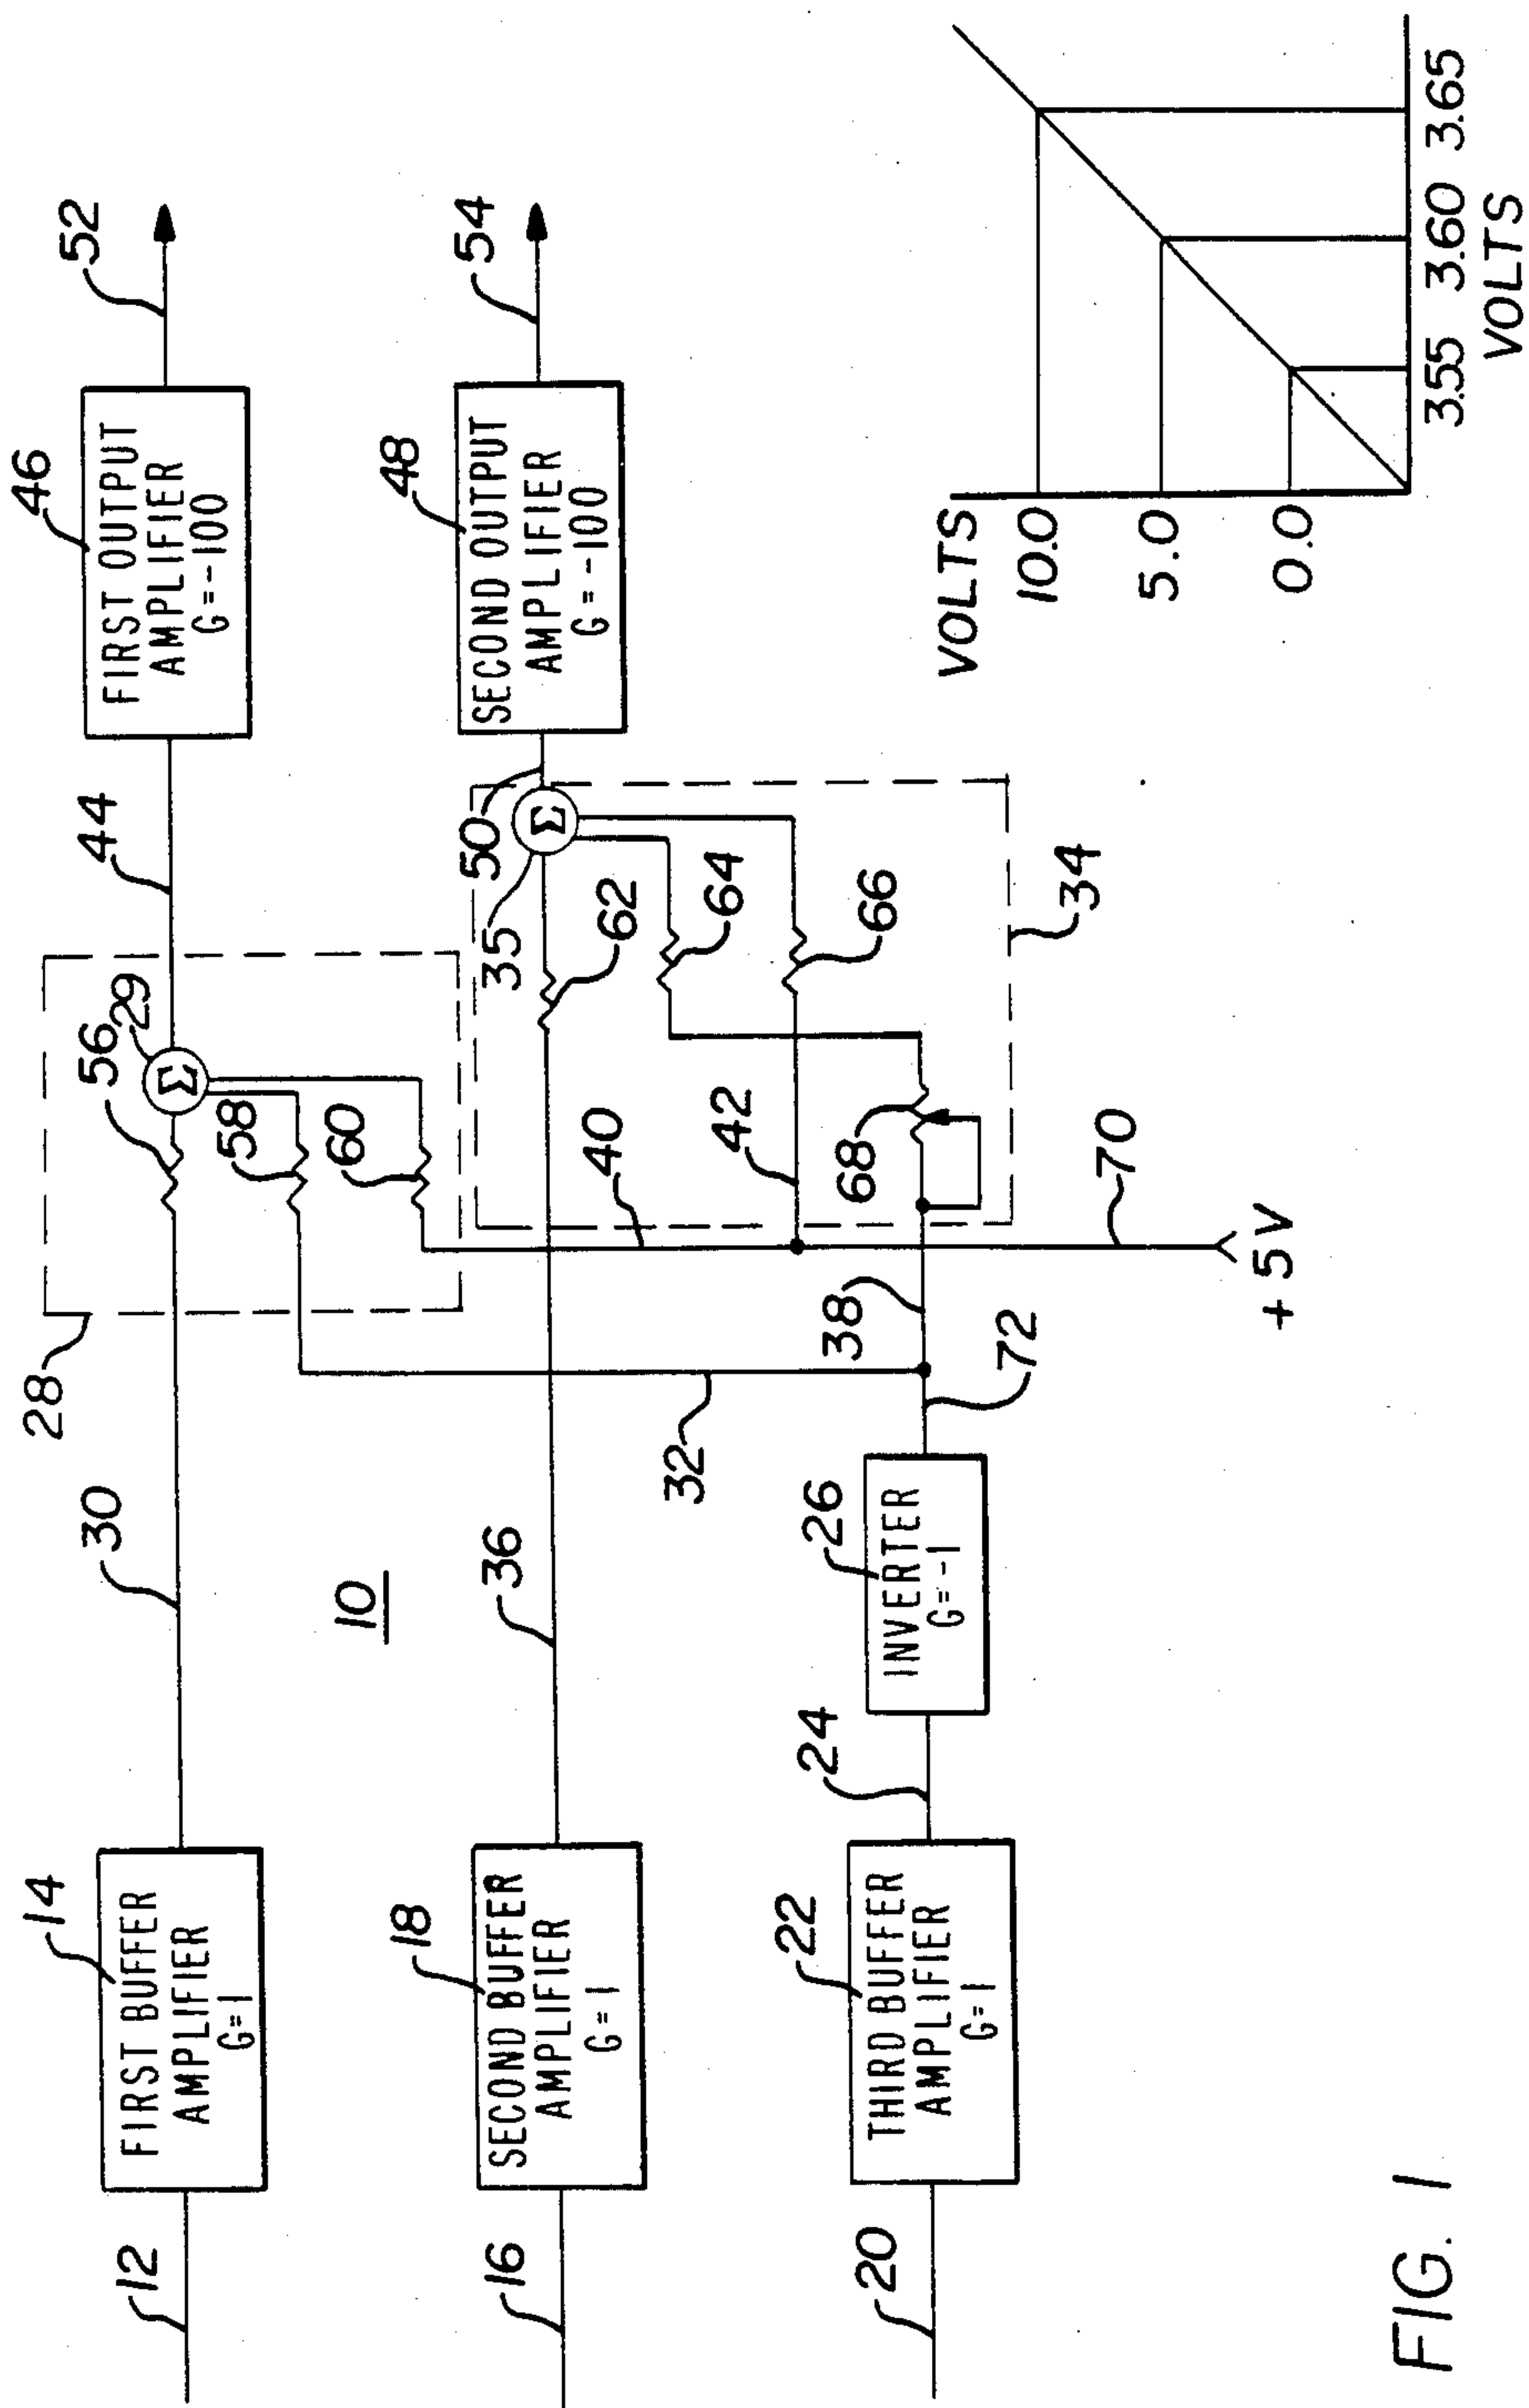 12
14
FIRST BUFFER
AMPLIFIER
G=1
30
28
56
29
58
60
44
46
FIRST OUTPUT
AMPLIFIER
G=-100
52
10
16
18
SECOND BUFFER
AMPLIFIER
G=1
36
32
40
42
35
50
Σ
Σ
62
64
66
68
34
48
SECOND OUTPUT
AMPLIFIER
G=-100
54
20
22
THIRD BUFFER
AMPLIFIER
G=1
24
26
INVERTER
G=-1
72
38
70
+5V
VOLTS
10.0
5.0
0.0
3.55 3.60 3.65
VOLTS
FIG. 1